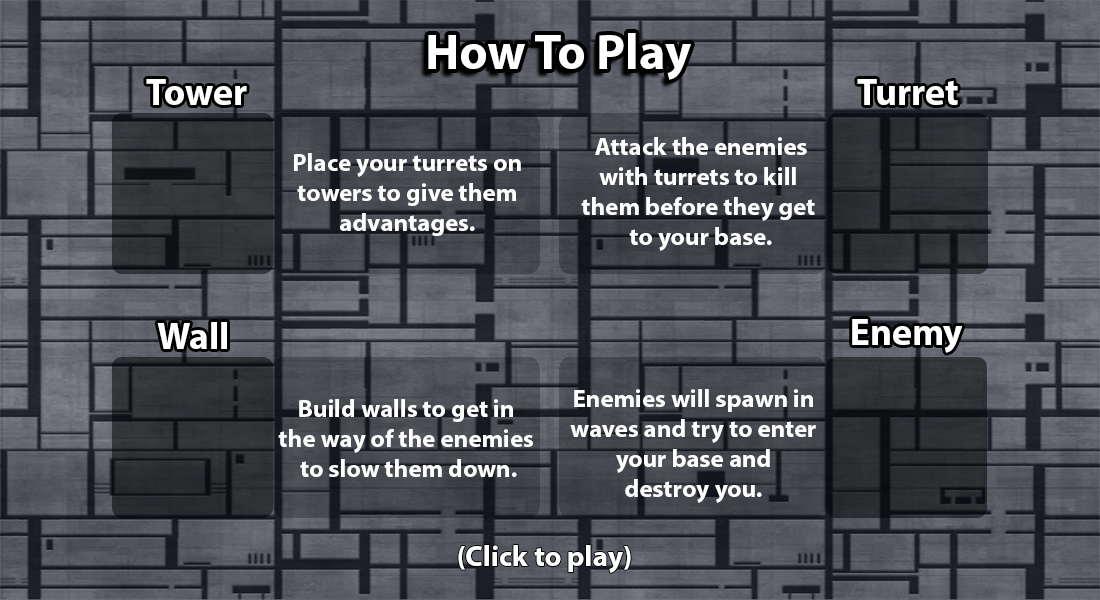 How To Play
Tower
Place your turrets on
towers to give them
advantages.
Turret
Attack the enemies
with turrets to kill
them before they get
to your base.
Wall
Build walls to get in
the way of the enemies
to slow them down.
Enemy
Enemies will spawn in
waves and try to enter
your base and
destroy you.
(Click to play)